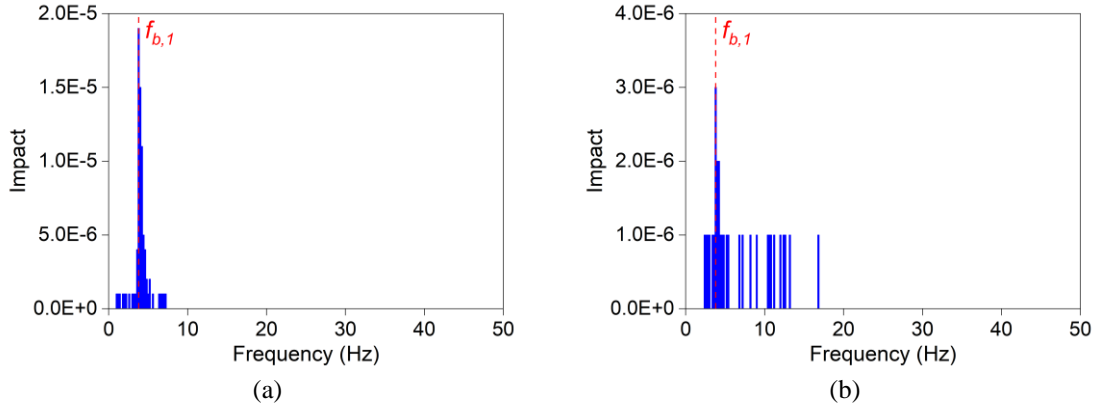 2.0E-5
1.5E-5
1.0E-5
5.0E-6
0.0E+0
Impact
f b,1
0 10 20 30 40 50
Frequency (Hz)
(a)
4.0E-6
3.0E-6
2.0E-6
1.0E-6
0.0E+0
Impact
f b,1
0 10 20 30 40 50
Frequency (Hz)
(b)